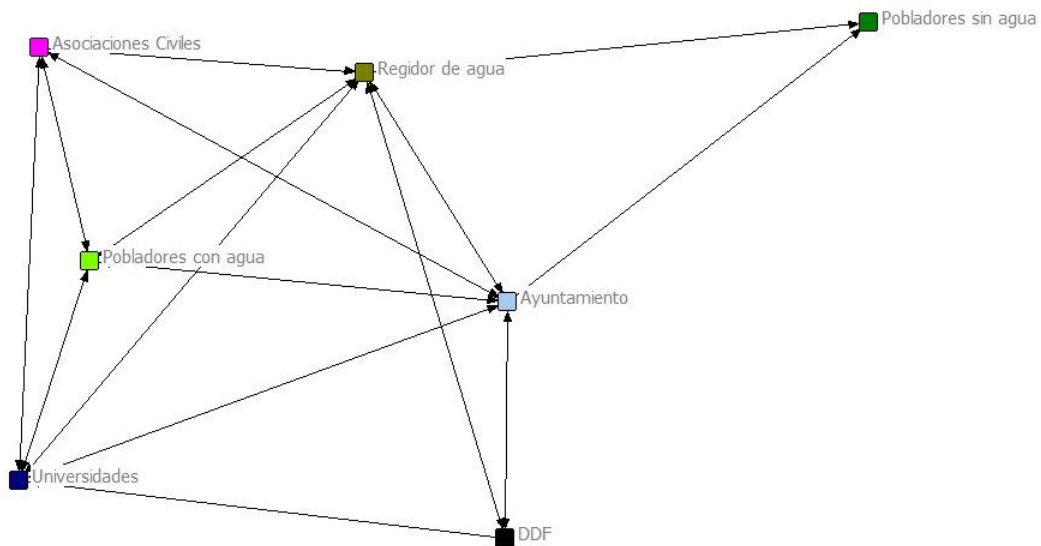 Pobladores sin agua
Asociaciones Civiles
Regidor de agua
Pobladores con agua
Ayuntamiento
Universidades
DDF